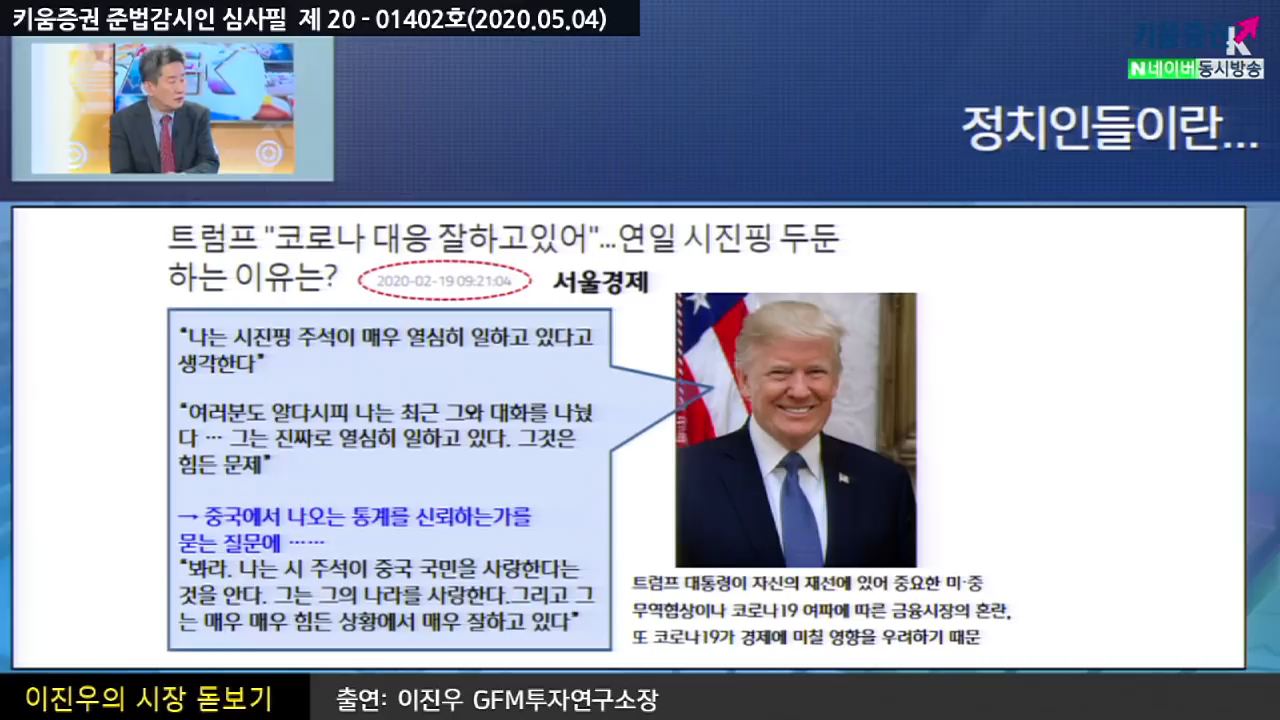 키움증권 준법감시인 심사필 제 20 - 01402호(2020.05.04)
키움증권
K
N네이버 동시방송
정치인들이란...
트럼프 "코로나 대응 잘하고있어"...연일 시진핑 두둔
하는 이유는?
2020-02-19 09:21:04
서울경제
“나는 시진핑 주석이 매우 열심히 일하고 있다고
생각한다”
“여러분도 알다시피 나는 최근 그와 대화를 나눴
다 … 그는 진짜로 열심히 일하고 있다. 그것은
힘든 문제”
→ 중국에서 나오는 통계를 신뢰하는가를
묻는 질문에 ……
“봐라. 나는 시 주석이 중국 국민을 사랑한다는
것을 안다. 그는 그의 나라를 사랑한다.그리고 그
는 매우 매우 힘든 상황에서 매우 잘하고 있다”
트럼프 대통령이 자신의 재선에 있어 중요한 미·중
무역협상이나 코로나19 여파에 따른 금융시장의 혼란,
또 코로나19가 경제에 미칠 영향을 우려하기 때문
이진우의 시장 돋보기
출연: 이진우 GFM투자연구소장